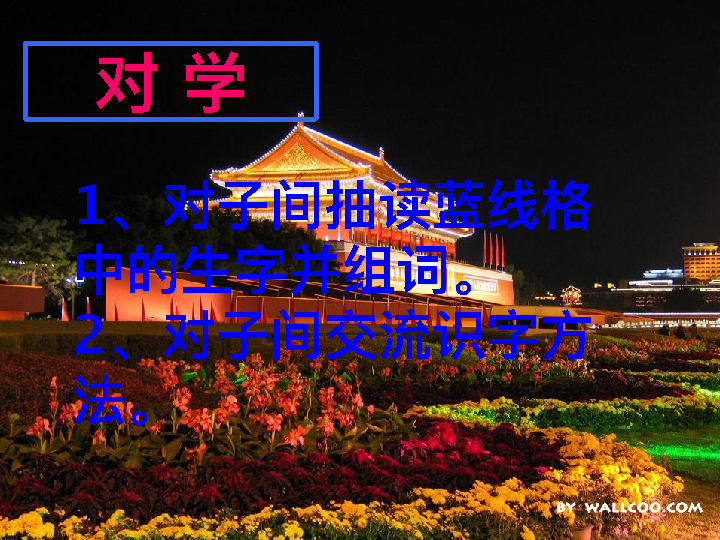 对 学
1、对子间抽读蓝线格
中的生字并组词。
2、对子间交流识字方
法。
BY WALLCOO.COM